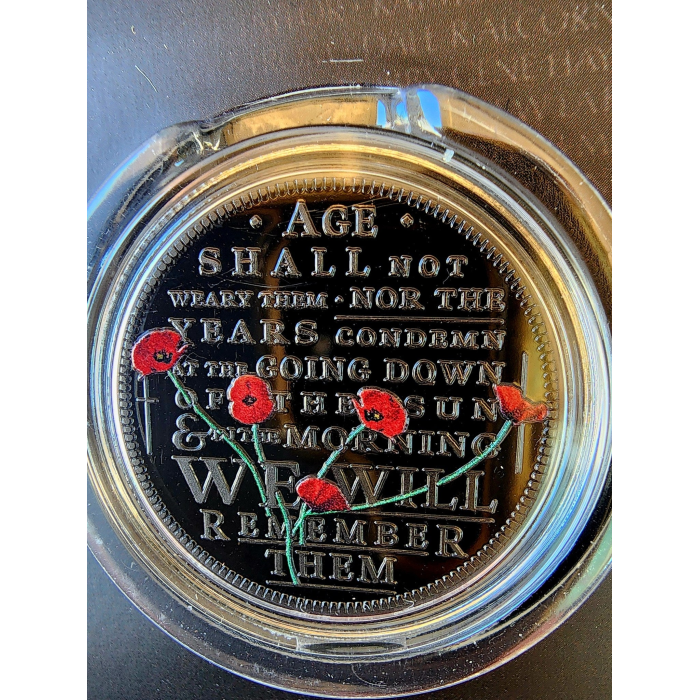 · AGE ·
SHALL NOT
WEARY THEM · NOR THE
YEARS CONDEMN
AT THE GOING DOWN
OF THE SUN
& IN THE MORNING
WE WILL
REMEMBER
THEM